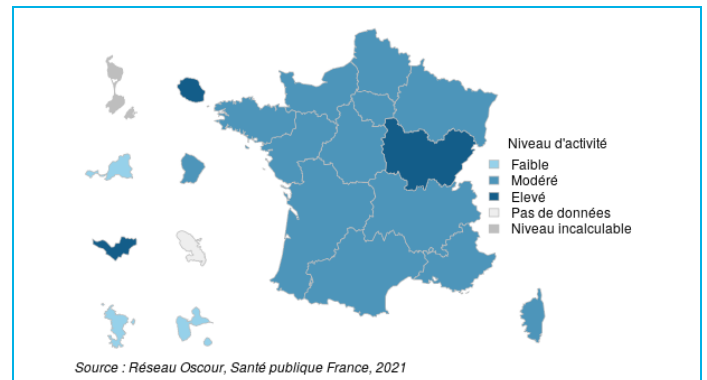 Niveau d'activité
Faible
Modéré
Elevé
Pas de données
Niveau incalculable
Source : Réseau Oscour, Santé publique France, 2021